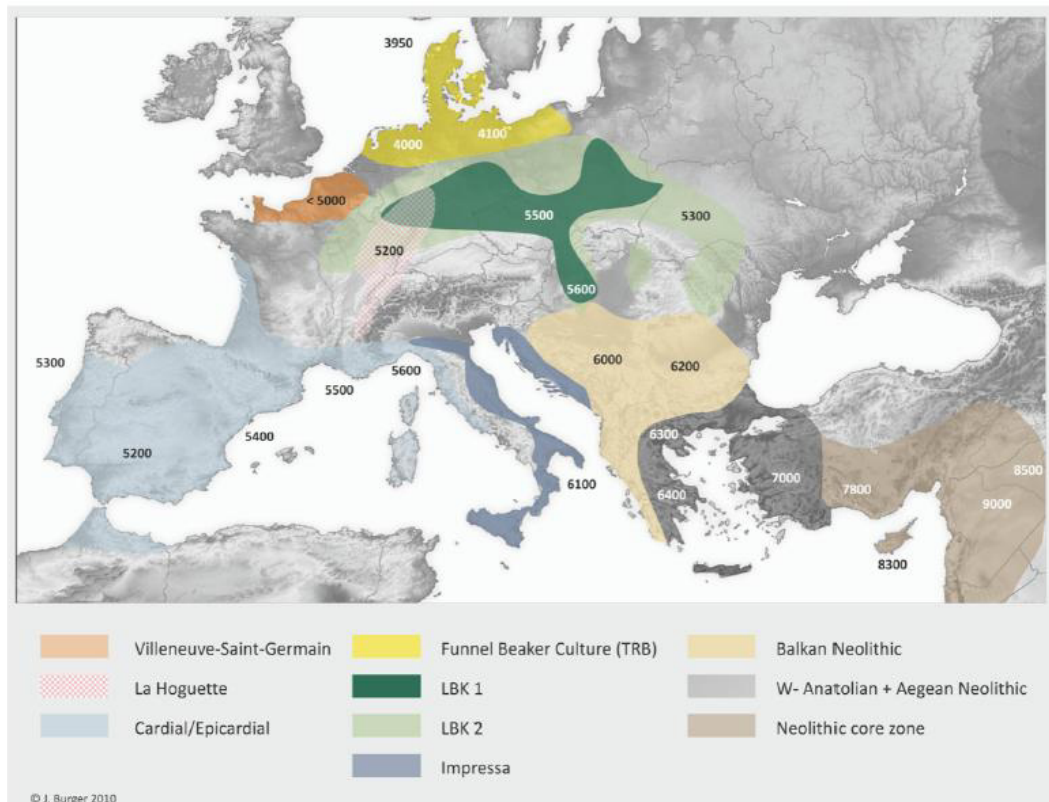 3950
4000
4100
< 5000
5500
5300
5200
5600
6000
6200
5300
5600
5500
5400
5200
6100
6300
6400
7000
7800
8500
9000
8300
Villeneuve-Saint-Germain
La Hoguette
Cardial/Epicardial
Funnel Beaker Culture (TRB)
LBK 1
LBK 2
Impressa
Balkan Neolithic
W- Anatolian + Aegean Neolithic
Neolithic core zone
© J. Burger 2010